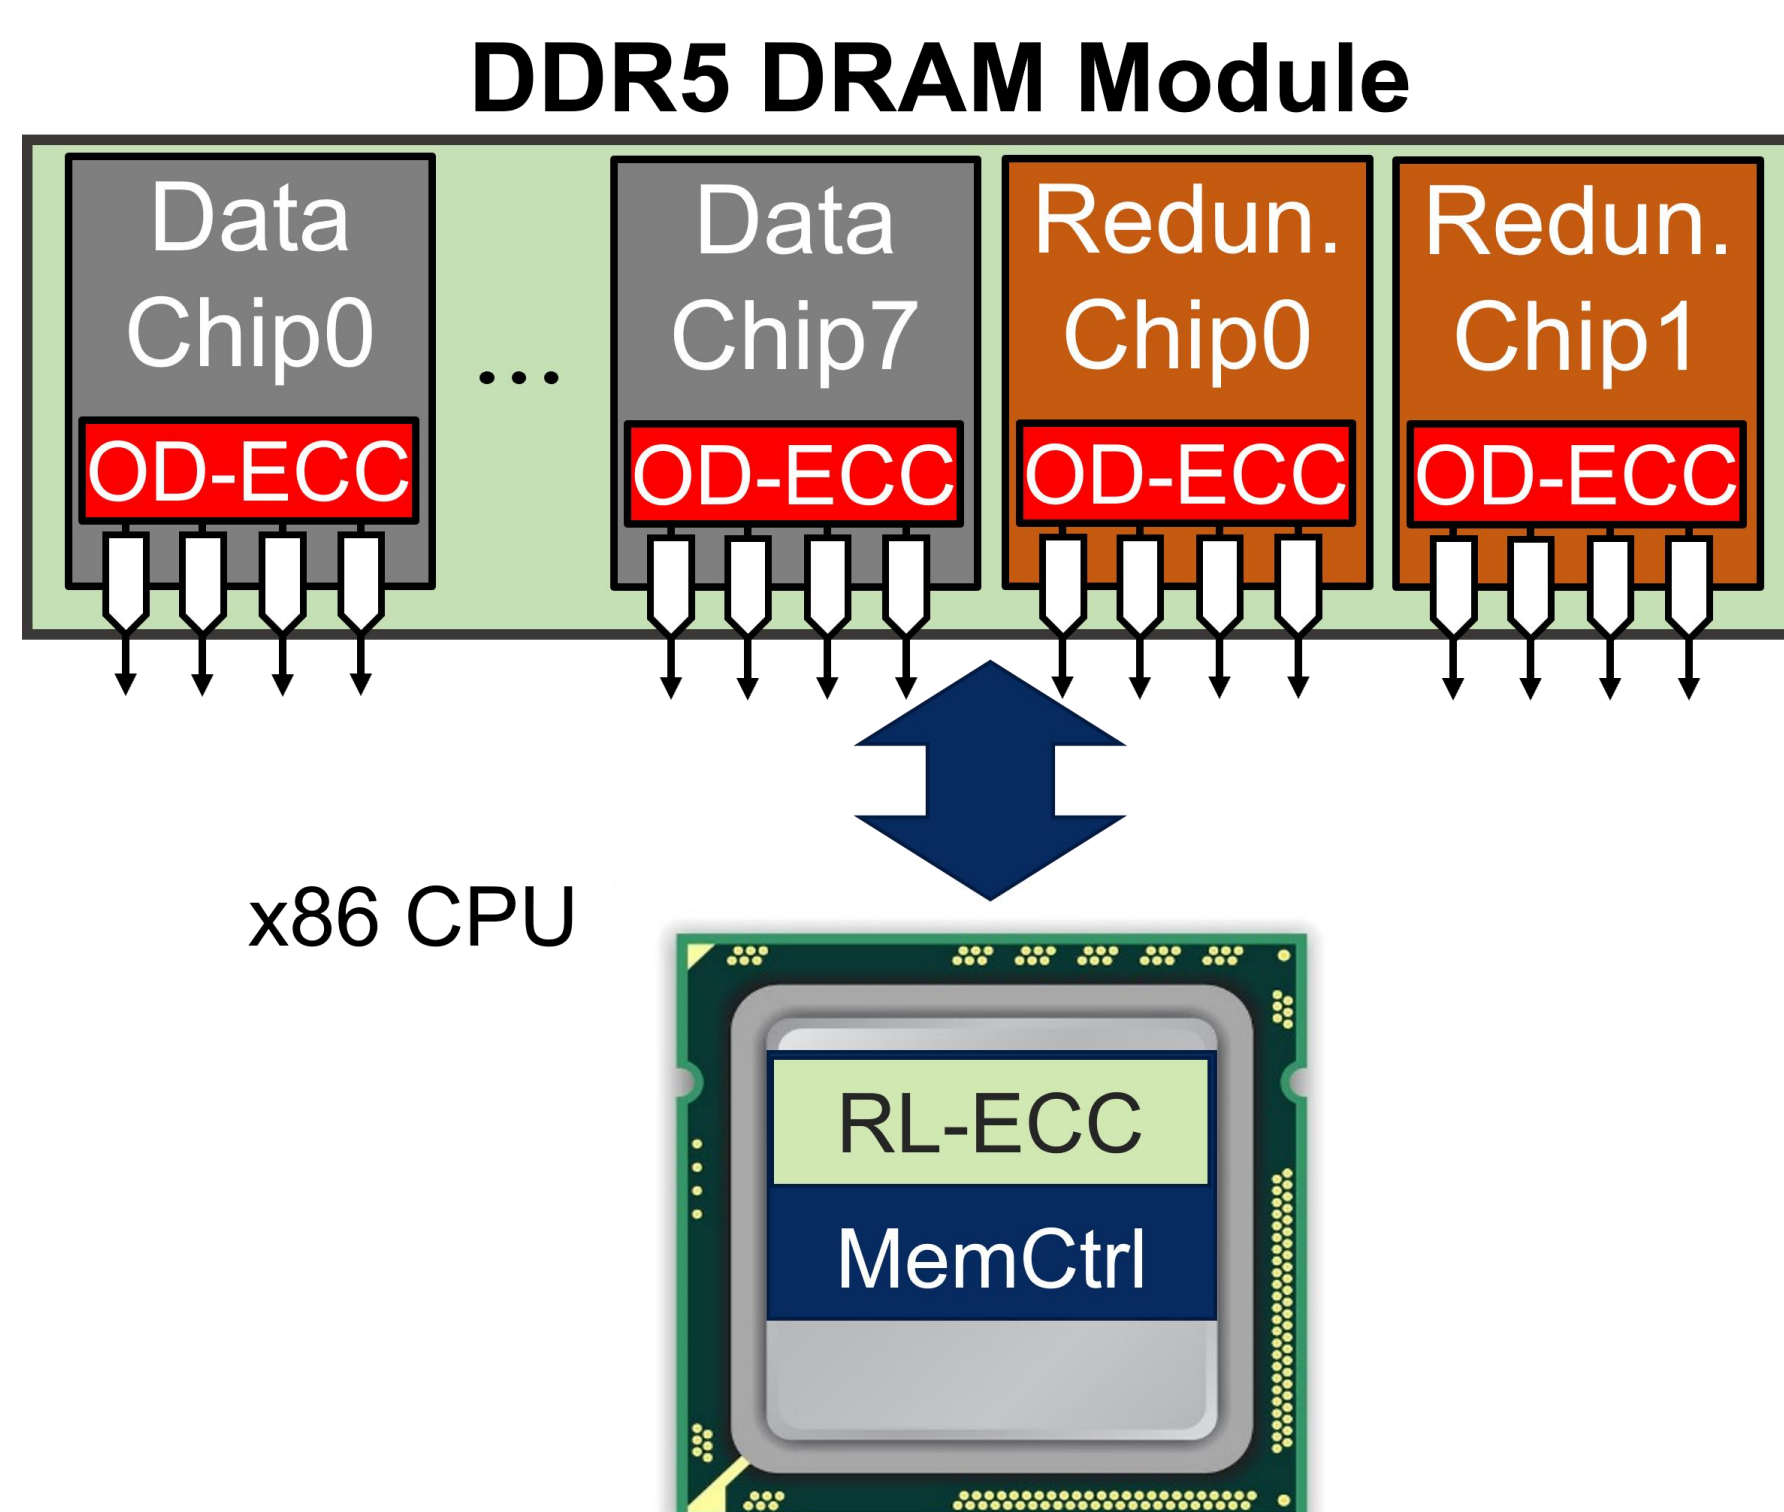 DDR5 DRAM Module
Data
Chip0
OD-ECC
...
Data
Chip7
OD-ECC
Redun.
Chip0
OD-ECC
Redun.
Chip1
OD-ECC
x86 CPU
RL-ECC
MemCtrl